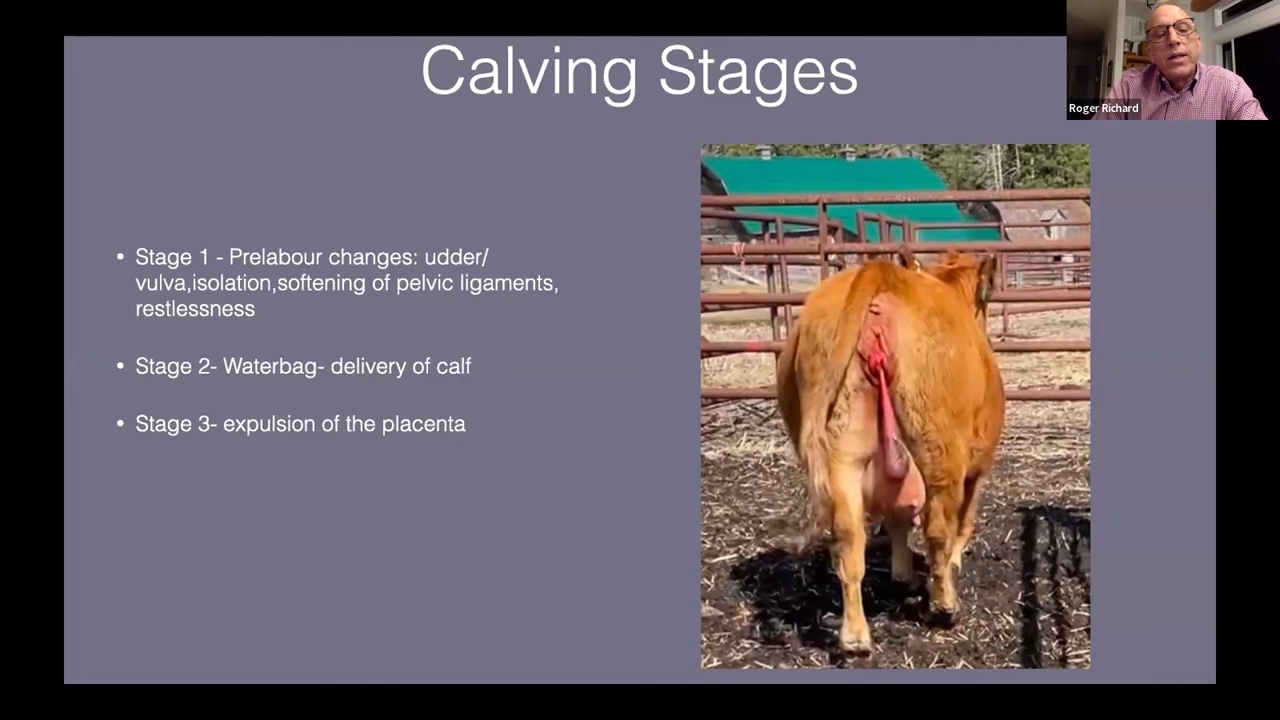 Calving Stages
Roger Richard
• Stage 1 - Prelabour changes: udder/
vulva,isolation,softening of pelvic ligaments,
restlessness
• Stage 2- Waterbag- delivery of calf
• Stage 3- expulsion of the placenta